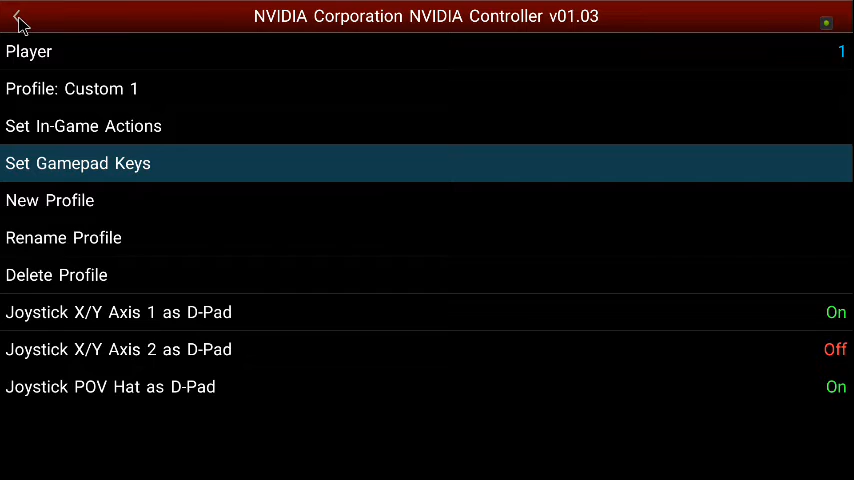 NVIDIA Corporation NVIDIA Controller v01.03
Player 1
Profile: Custom 1
Set In-Game Actions
Set Gamepad Keys
New Profile
Rename Profile
Delete Profile
Joystick X/Y Axis 1 as D-Pad On
Joystick X/Y Axis 2 as D-Pad Off
Joystick POV Hat as D-Pad On